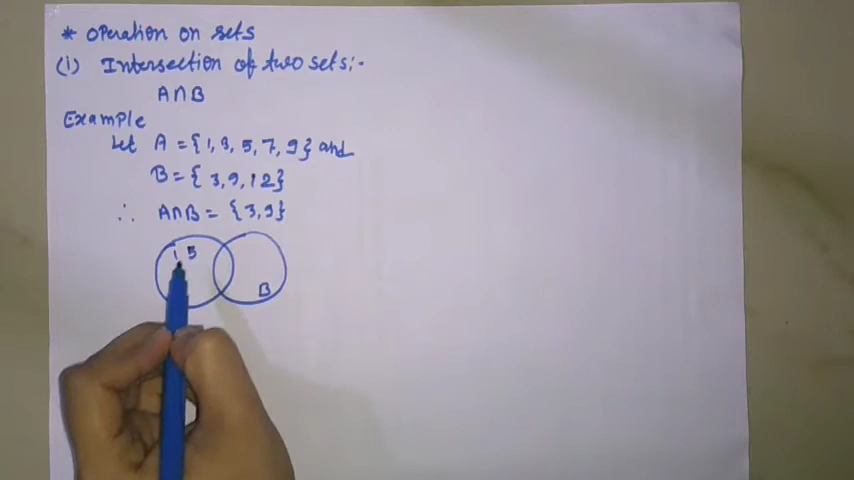 * Operation on sets
(i) Intersection of two sets:-
A∩B
Example
Let A = {1, 3, 5, 7, 9} and
B = {3, 9, 12}
∴ A∩B = {3, 9}
1 5
B